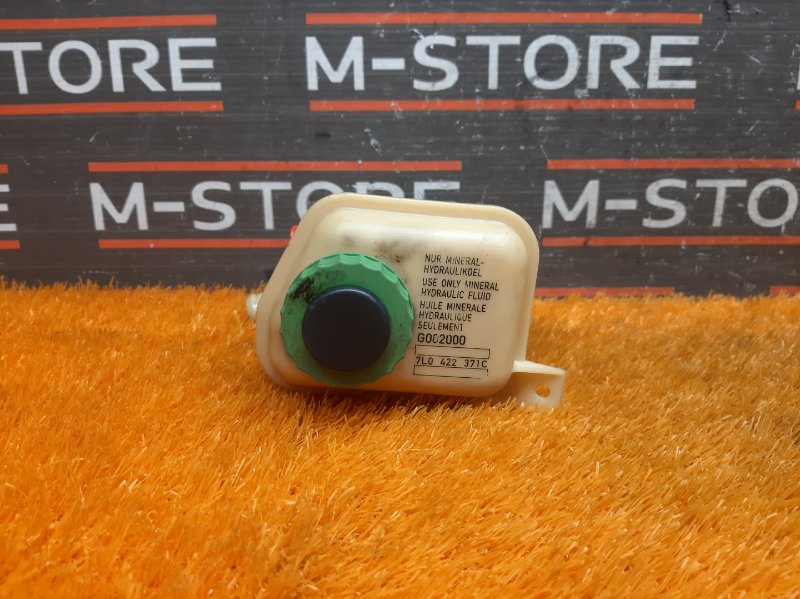 STORE
M-STORE
M-STORE
M-STORE
NUR MINERAL-
HYDRAULIKOEL
USE ONLY MINERAL
HYDRAULIC FLUID
HUILE MINERALE
HYDRAULIQUE
SEULEMENT
G002000
7L0 422 371C